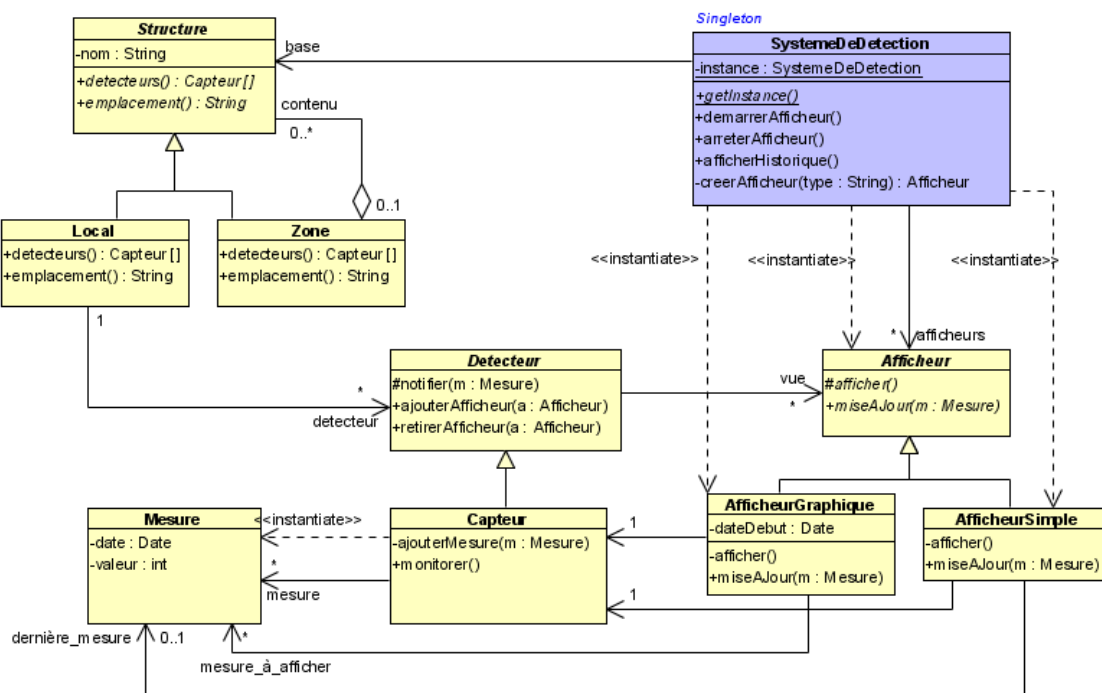 Singleton
Structure
-nom : String
+detecteurs() : Capteur[]
+emplacement() : String
base
contenu
0..*
0..1
SystemeDeDetection
-instance : SystemeDeDetection
+getInstance()
+demarrerAfficheur()
+arreterAfficheur()
+afficherHistorique()
-creerAfficheur(type : String) : Afficheur
Local
+detecteurs() : Capteur[]
+emplacement() : String
Zone
+detecteurs() : Capteur[]
+emplacement() : String
<<instantiate>>
<<instantiate>>
<<instantiate>>
1
*
detecteur
* afficheurs
Detecteur
#notifier(m : Mesure)
+ajouterAfficheur(a : Afficheur)
+retirerAfficheur(a : Afficheur)
vue
*
Afficheur
#afficher()
+miseAJour(m : Mesure)
Mesure
-date : Date
-valeur : int
<<instantiate>>
*
mesure
Capteur
-ajouterMesure(m : Mesure)
+monitorer()
1
1
AfficheurGraphique
-dateDebut : Date
-afficher()
+miseAJour(m : Mesure)
AfficheurSimple
-afficher()
+miseAJour(m : Mesure)
dernière_mesure
0..1
*
mesure_à_afficher